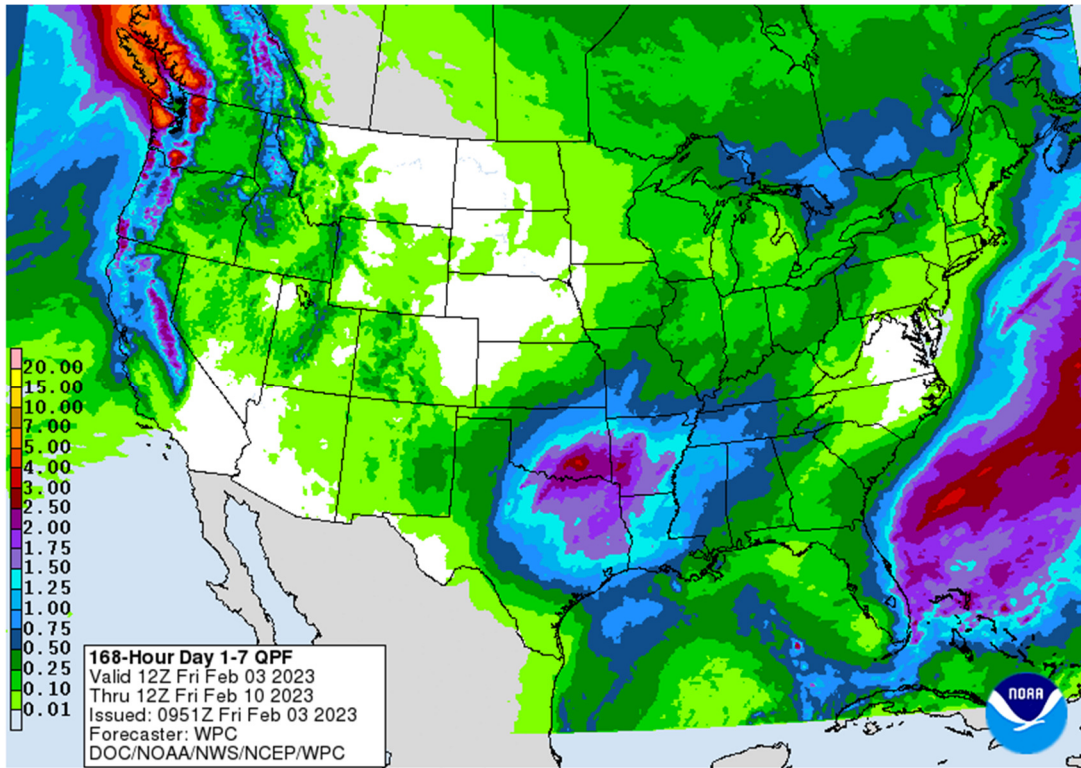 20.00
15.00
10.00
7.00
5.00
4.00
3.00
2.50
2.00
1.75
1.50
1.25
1.00
0.75
0.50
0.25
0.10
0.01
168-Hour Day 1-7 QPF
Valid 12Z Fri Feb 03 2023
Thru 12Z Fri Feb 10 2023
Issued: 0951Z Fri Feb 03 2023
Forecaster: WPC
DOC/NOAA/NWS/NCEP/WPC
NOAA